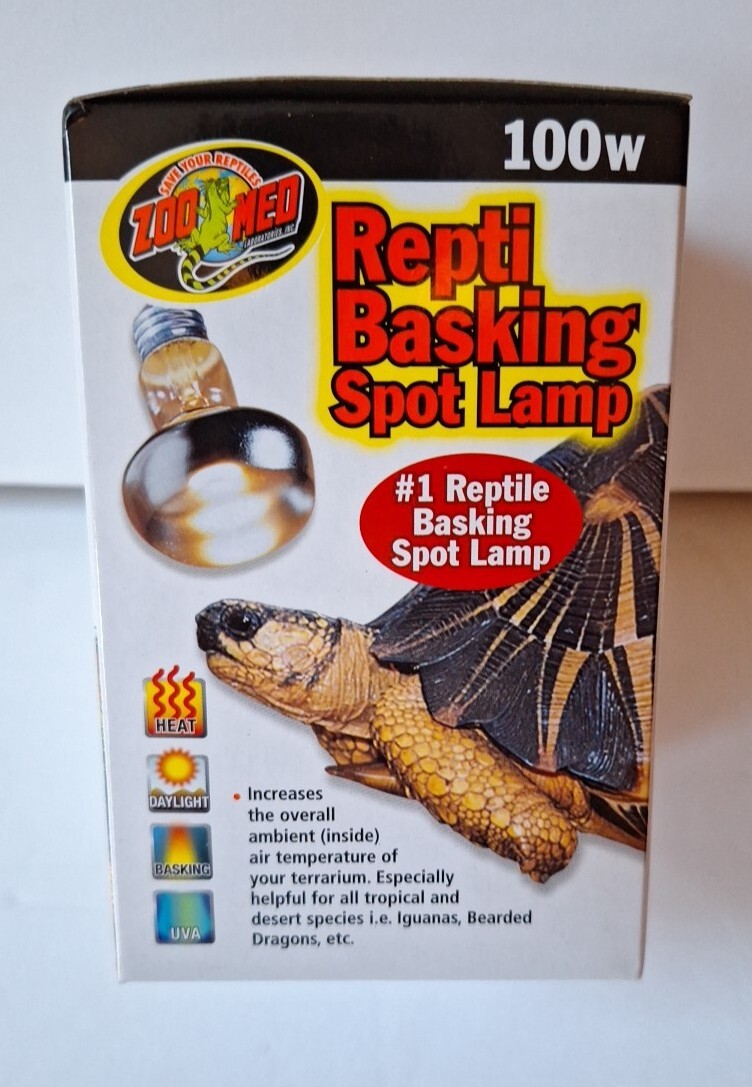 100w
SAVE YOUR REPTILES
ZOO MED
LABORATORIES, INC
Repti
Basking
Spot Lamp
#1 Reptile
Basking
Spot Lamp
HEAT
DAYLIGHT
BASKING
UVA
• Increases
the overall
ambient (inside)
air temperature of
your terrarium. Especially
helpful for all tropical and
desert species i.e. Iguanas, Bearded
Dragons, etc.